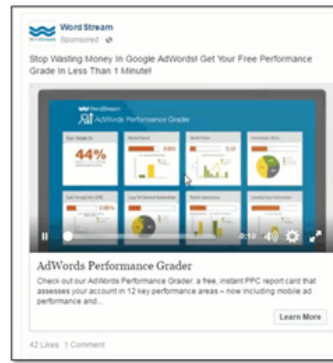 WordStream
Sponsored
Stop Wasting Money In Google AdWords! Get Your Free Performance
Grade In Less Than 1 Minute!
WordStream
AdWords Performance Grader
44%
0:10
AdWords Performance Grader
Check out our AdWords Performance Grader: a free, instant PPC report card that
assesses your account in 12 key performance areas – now including mobile ad
performance and...
Learn More
42 Likes 1 Comment